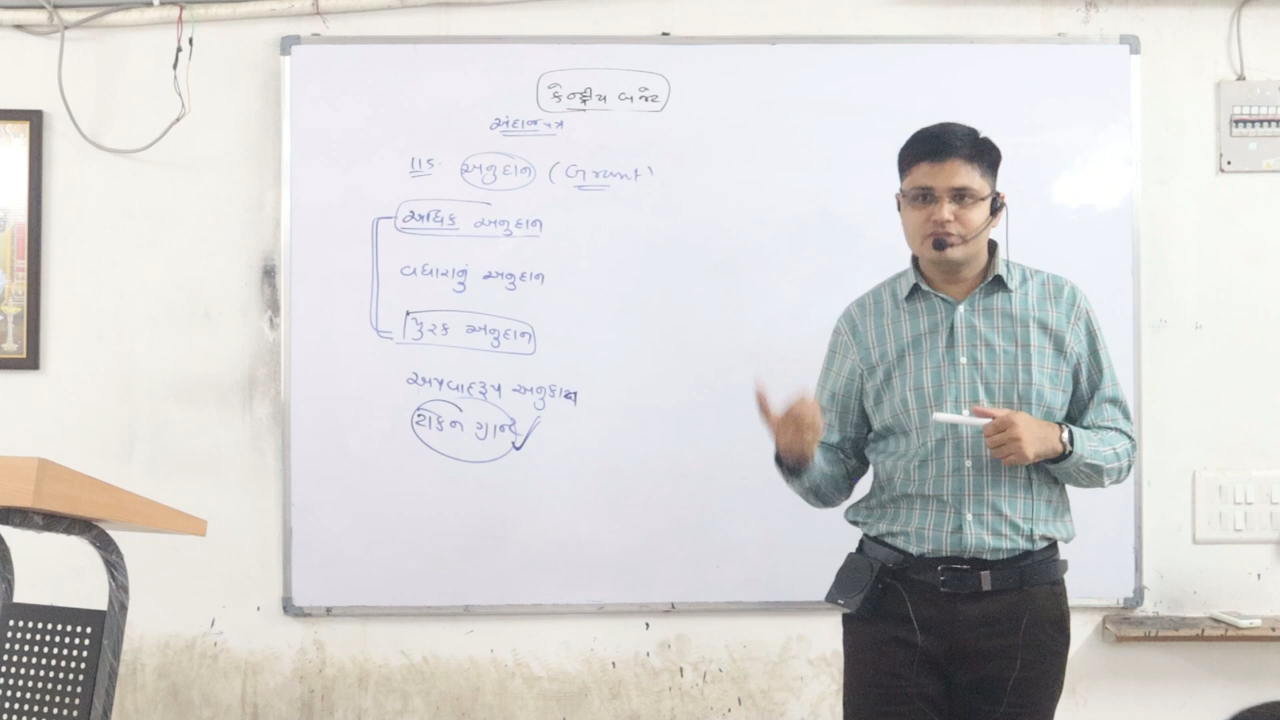 કેન્દ્રીય બજેટ
અંદાજપત્ર
115. અનુદાન (Grant)
અધિક અનુદાન
વધારાનું અનુદાન
પુરક અનુદાન
અપવાદરૂપ અનુદાન
ટોકન ગ્રાન્ટ